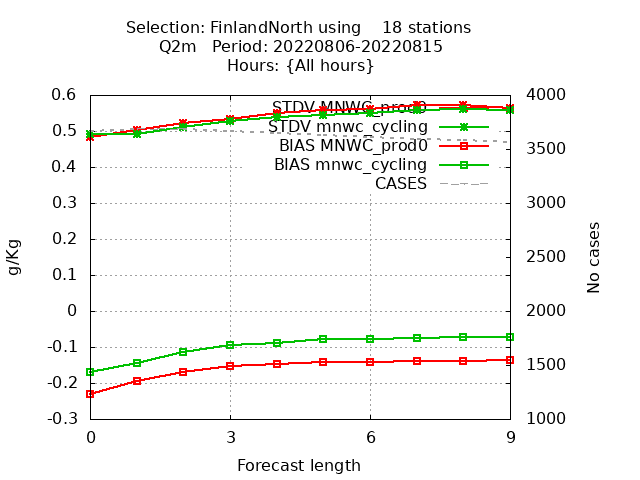 Selection: FinlandNorth using    18 stations
Q2m   Period: 20220806-20220815
Hours: {All hours}
0.6
0.5
0.4
0.3
0.2
0.1
0
-0.1
-0.2
-0.3
g/Kg
STDV MNWC_prod0
STDV mnwc_cycling
BIAS MNWC_prod0
BIAS mnwc_cycling
CASES
4000
3500
3000
2500
2000
1500
1000
No cases
0 3 6 9
Forecast length